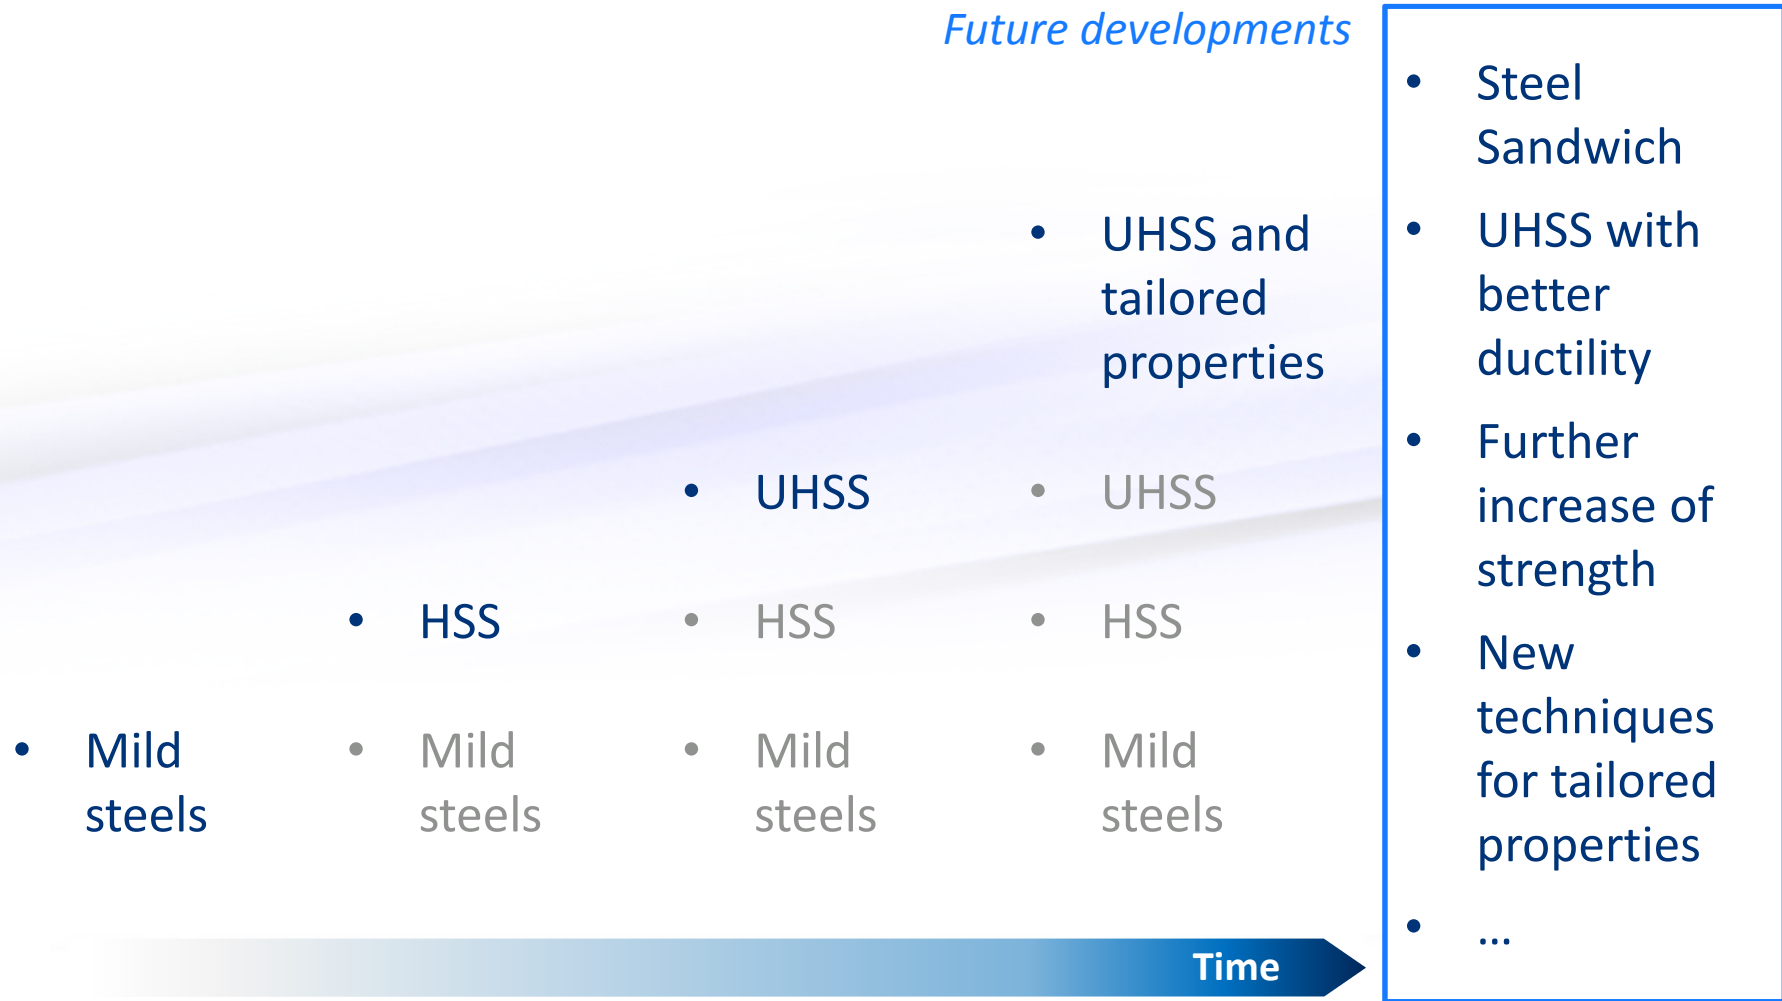 Future developments
• Mild
steels
• HSS
• Mild
steels
• UHSS
• HSS
• Mild
steels
• UHSS and
tailored
properties
• UHSS
• HSS
• Mild
steels
• Steel
Sandwich
• UHSS with
better
ductility
• Further
increase of
strength
• New
techniques
for tailored
properties
• ...
Time